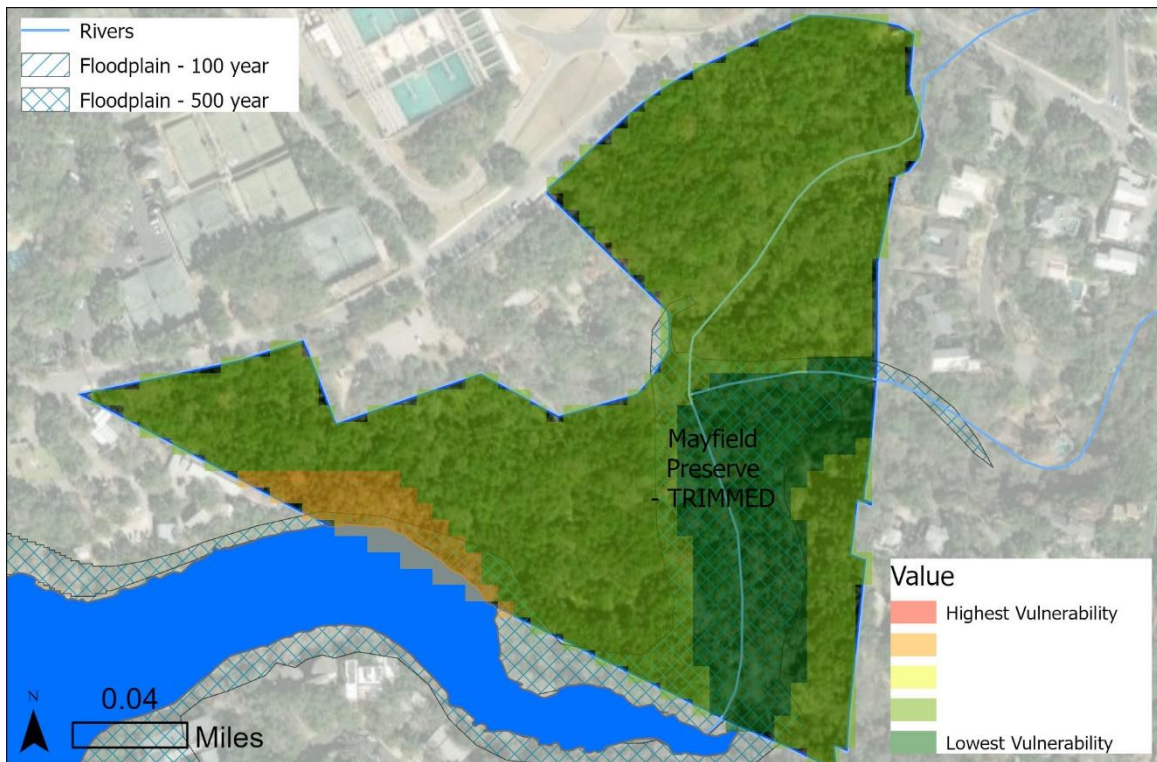 Rivers
Floodplain - 100 year
Floodplain - 500 year
Mayfield
Preserve
- TRIMMED
Value
Highest Vulnerability
Lowest Vulnerability
N
0.04
Miles